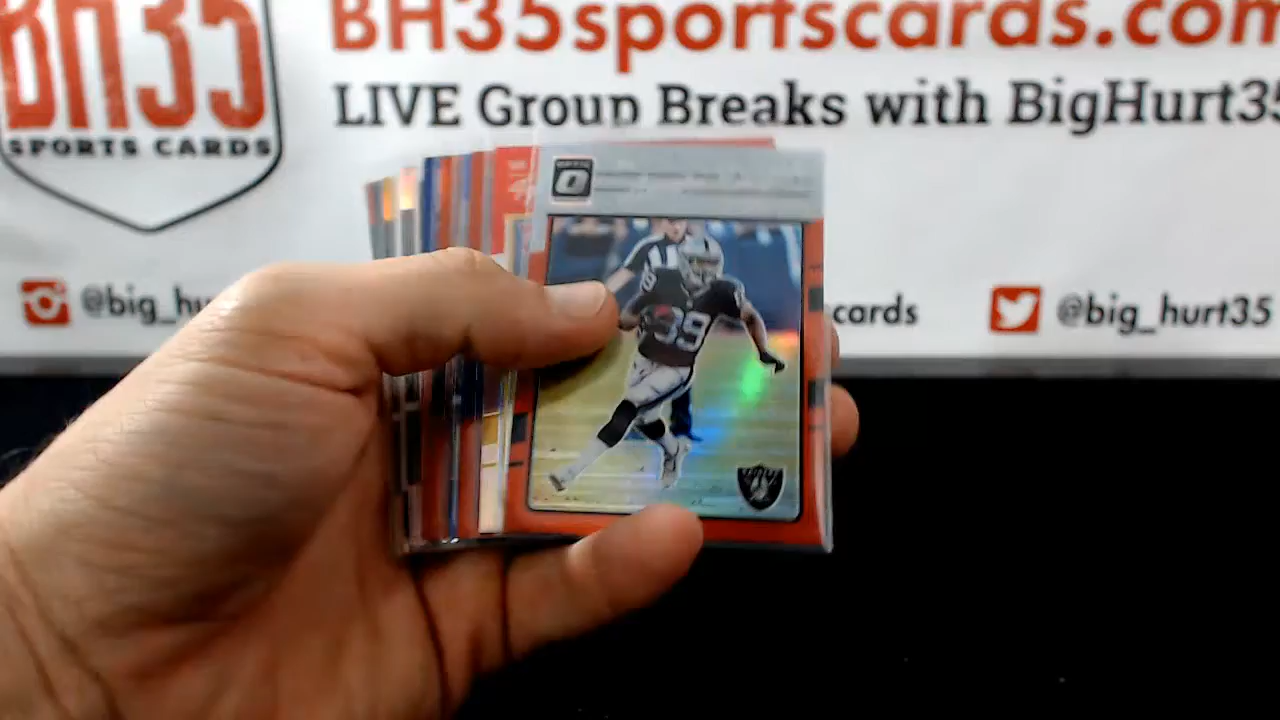 BH35
SPORTS CARDS
BH35sportscards.com
LIVE Group Breaks with BigHurt35
@big_hu
cards
@big_hurt35
39